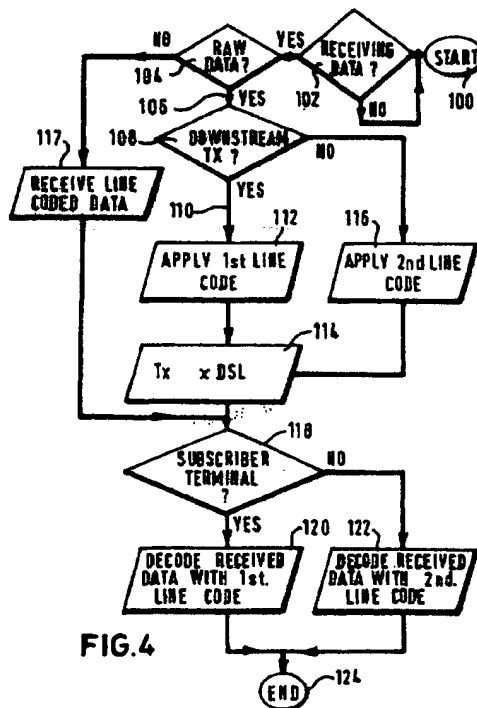 NO
RAW
DATA?
104
YES
RECEIVING
DATA?
102
START
100
NO
106
YES
108
DOWNSTREAM
TX ?
NO
117
RECEIVE LINE
CODED DATA
YES
110
112
APPLY 1st LINE
CODE
116
APPLY 2nd LINE
CODE
114
Tx x DSL
118
SUBSCRIBER
TERMINAL
?
NO
YES
120
DECODE RECEIVED
DATA WITH 1st.
LINE CODE
122
DECODE RECEIVED
DATA WITH 2nd.
LINE CODE
FIG.4
END
124